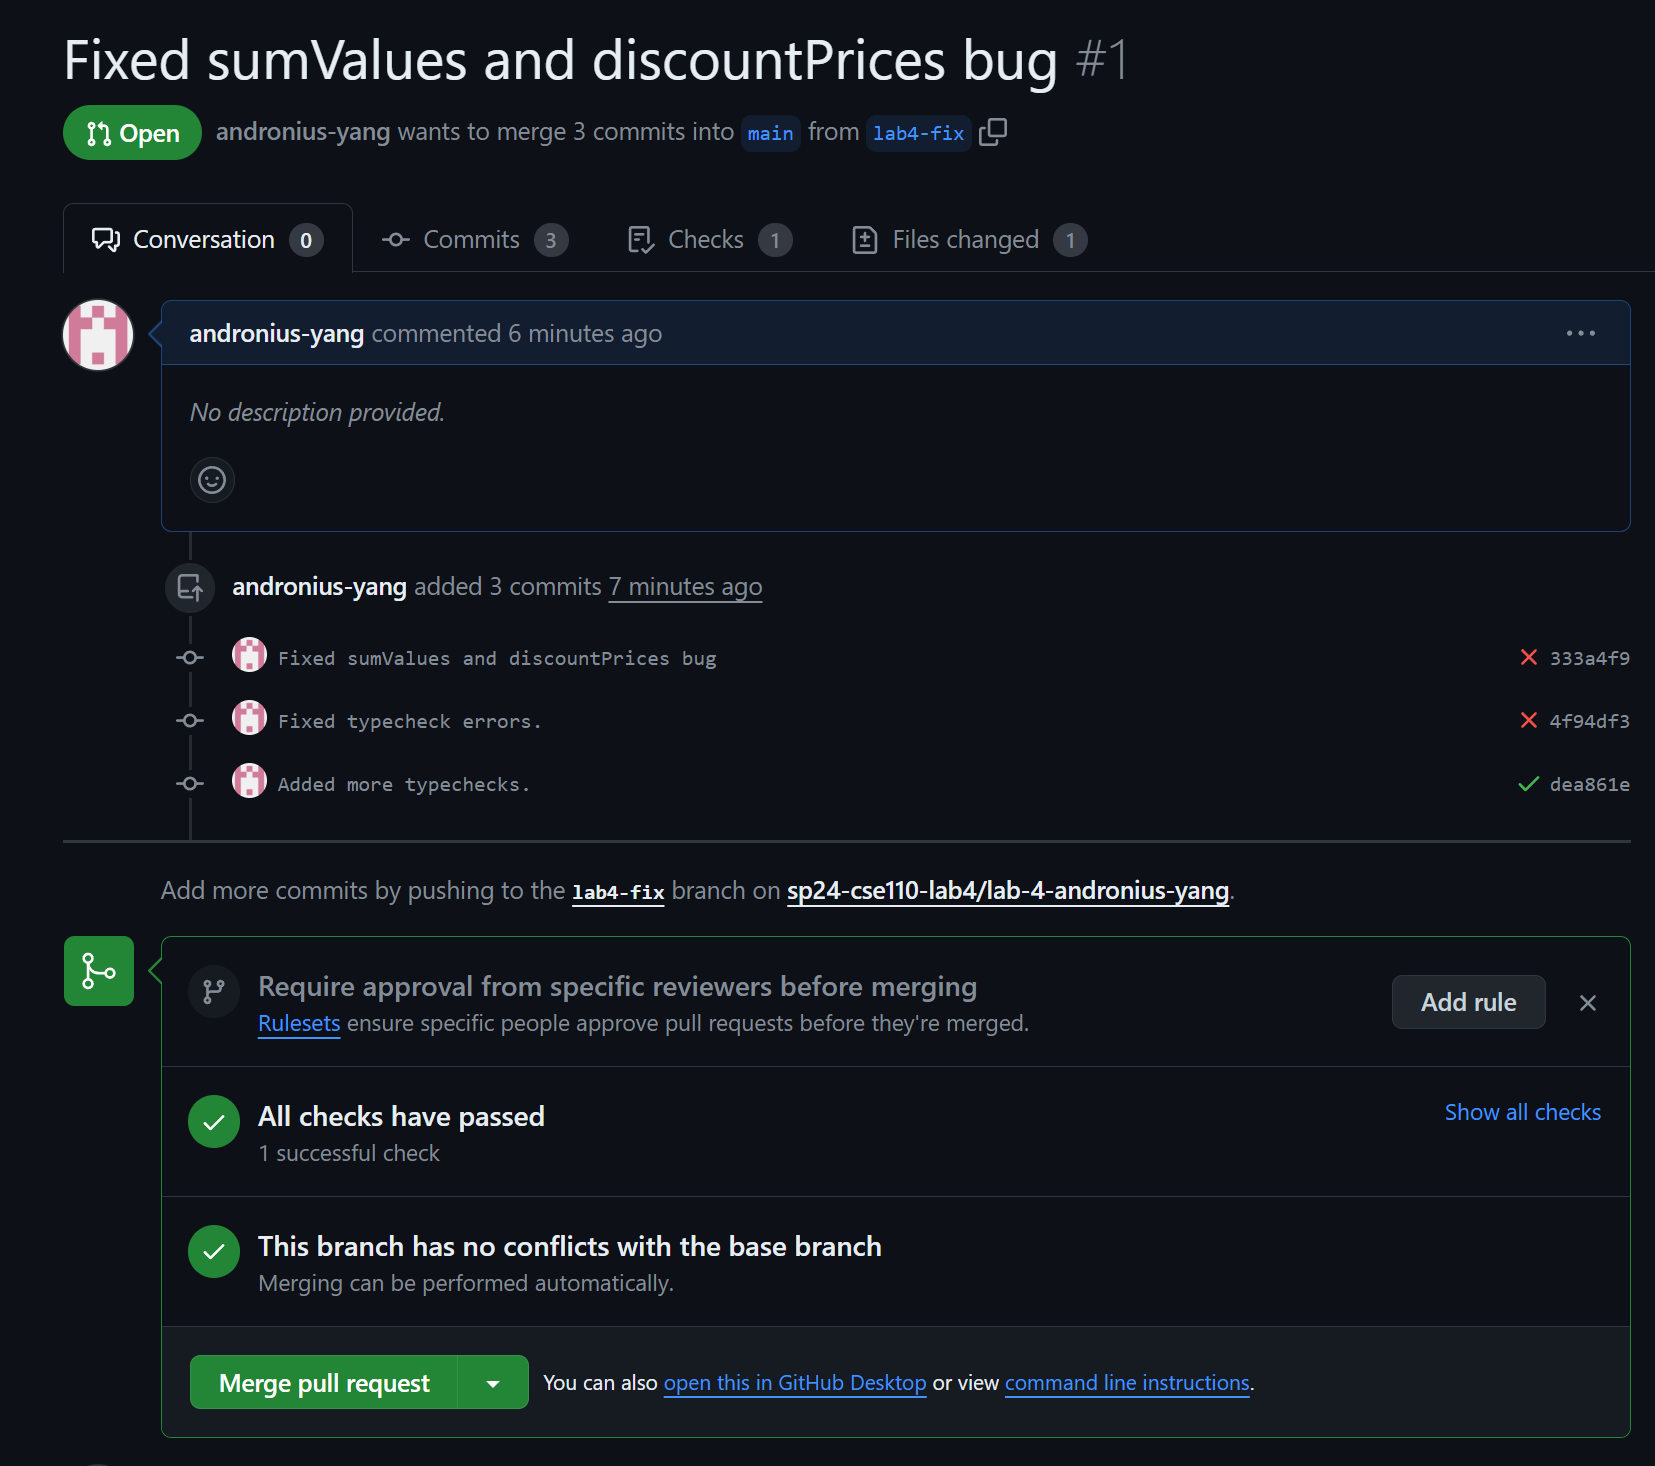 Fixed sumValues and discountPrices bug #1
Open andronius-yang wants to merge 3 commits into main from lab4-fix
Conversation 0 Commits 3 Checks 1 Files changed 1
andronius-yang commented 6 minutes ago
No description provided.
andronius-yang added 3 commits 7 minutes ago
Fixed sumValues and discountPrices bug 333a4f9
Fixed typecheck errors. 4f94df3
Added more typechecks. dea861e
Add more commits by pushing to the lab4-fix branch on sp24-cse110-lab4/lab-4-andronius-yang.
Require approval from specific reviewers before merging
Add rule
Rulesets ensure specific people approve pull requests before they're merged.
All checks have passed
Show all checks
1 successful check
This branch has no conflicts with the base branch
Merging can be performed automatically.
Merge pull request You can also open this in GitHub Desktop or view command line instructions.